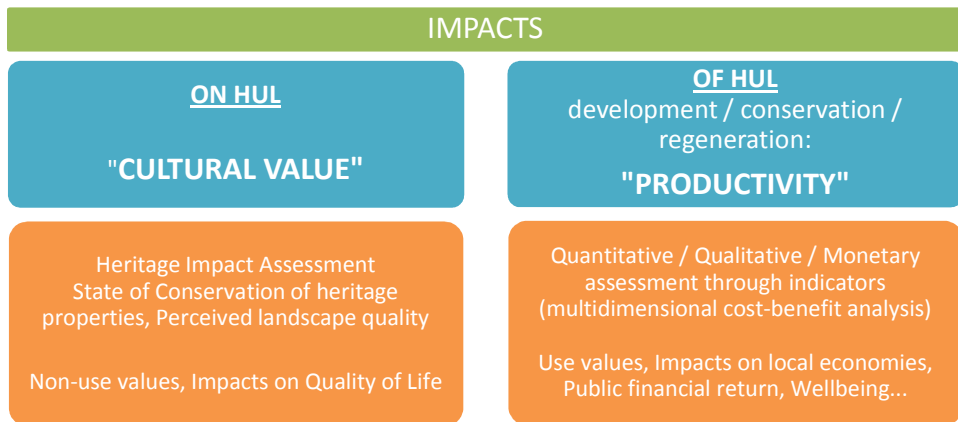 IMPACTS
ON HUL
"CULTURAL VALUE"
OF HUL
development / conservation /
regeneration:
"PRODUCTIVITY"
Heritage Impact Assessment
State of Conservation of heritage
properties, Perceived landscape quality
Non-use values, Impacts on Quality of Life
Quantitative / Qualitative / Monetary
assessment through indicators
(multidimensional cost-benefit analysis)
Use values, Impacts on local economies,
Public financial return, Wellbeing...